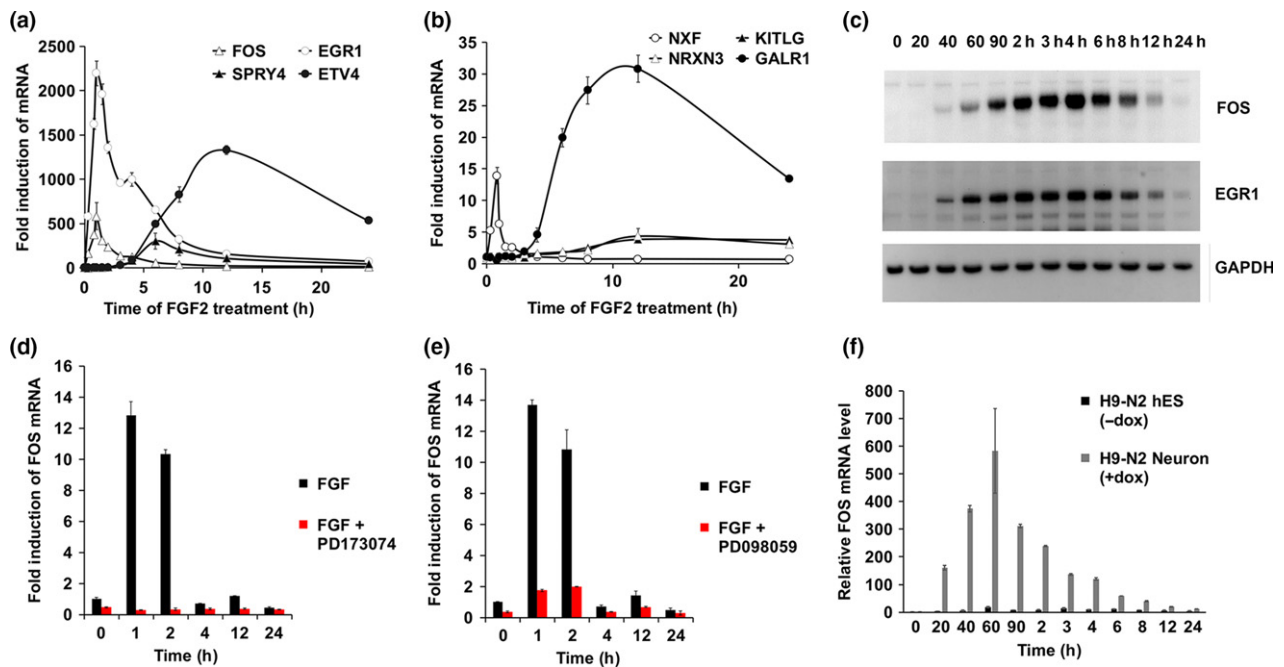 (a)
FOS EGR1
SPRY4 ETV4
Fold induction of mRNA
2500
2000
1500
1000
500
0
0 5 10 15 20
Time of FGF2 treatment (h)
(b)
NXF KITLG
NRXN3 GALR1
Fold induction of mRNA
35
30
25
20
15
10
5
0
0 10 20
Time of FGF2 treatment (h)
(c)
0 20 40 60 90 2 h 3 h 4 h 6 h 8 h 12 h 24 h
FOS
EGR1
GAPDH
(d)
Fold induction of FOS mRNA
16
14
12
10
8
6
4
2
0
0 1 2 4 12 24
Time (h)
FGF
FGF +
PD173074
(e)
Fold induction of FOS mRNA
16
14
12
10
8
6
4
2
0
0 1 2 4 12 24
Time (h)
FGF
FGF +
PD098059
(f)
Relative FOS mRNA level
800
700
600
500
400
300
200
100
0
0 20 40 60 90 2 3 4 6 8 12 24
Time (h)
H9-N2 hES
(–dox)
H9-N2 Neuron
(+dox)